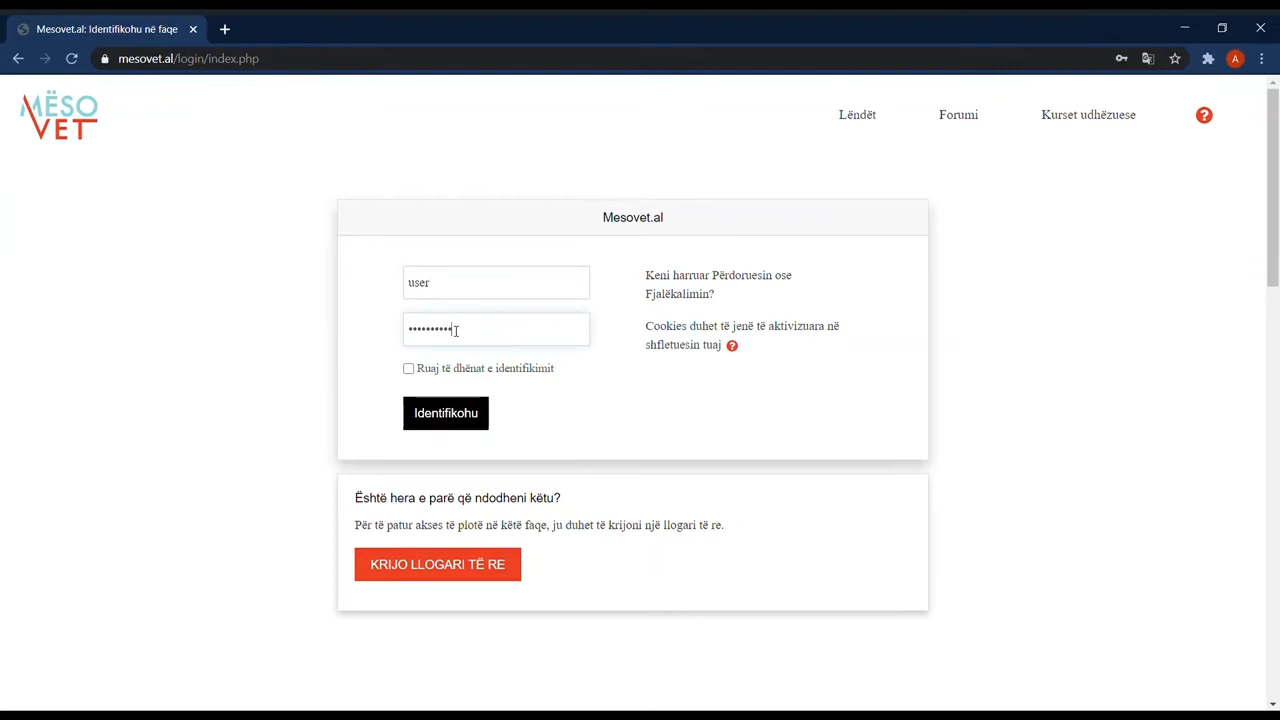 Mesovet.al: Identifikohu në faqe
mesovet.al/login/index.php
A
MËSO
VET
Lëndët
Forumi
Kurset udhëzuese
?
Mesovet.al
user
••••••••••
Keni harruar Përdoruesin ose
Fjalëkalimin?
Cookies duhet të jenë të aktivizuara në
shfletuesin tuaj ?
Ruaj të dhënat e identifikimit
Identifikohu
Është hera e parë që ndodheni këtu?
Për të patur akses të plotë në këtë faqe, ju duhet të krijoni një llogari të re.
KRIJO LLOGARI TË RE